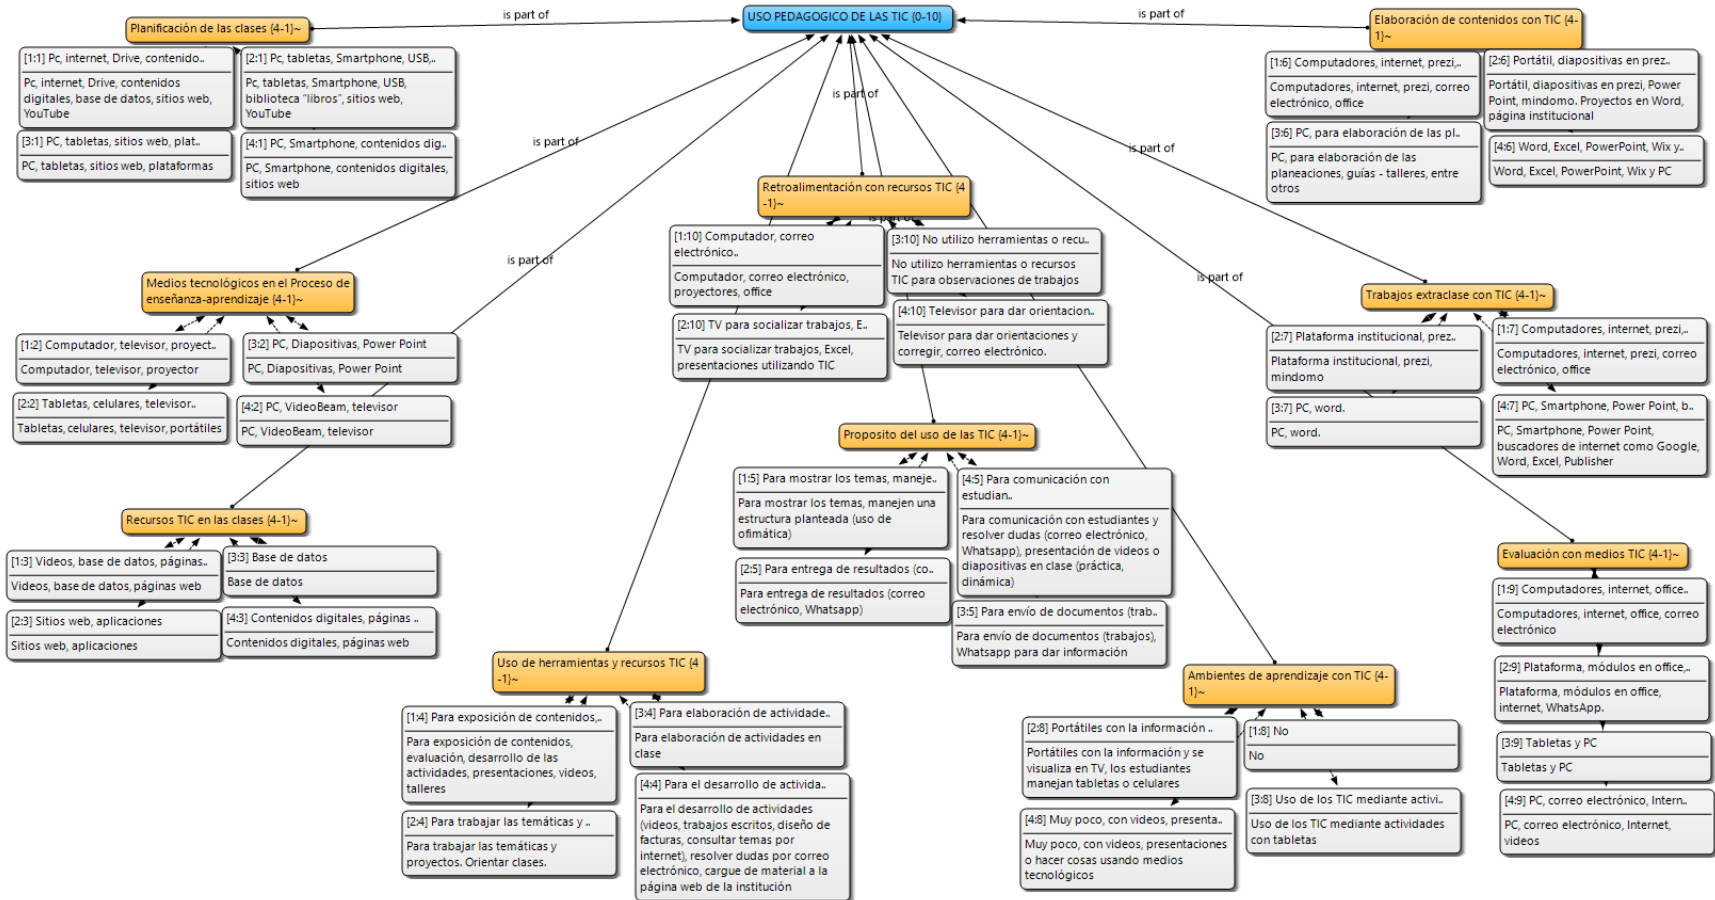 USO PEDAGOGICO DE LAS TIC {0-10}
is part of
is part of
Planificación de las clases {4-1}~
[1:1] Pc, internet, Drive, contenido..
Pc, internet, Drive, contenidos
digitales, base de datos, sitios web,
YouTube
[2:1] Pc, tabletas, Smartphone, USB,..
Pc, tabletas, Smartphone, USB,
biblioteca “libros”, sitios web,
YouTube
[3:1] PC, tabletas, sitios web, plat..
PC, tabletas, sitios web, plataformas
[4:1] PC, Smartphone, contenidos dig..
PC, Smartphone, contenidos digitales,
sitios web
Elaboración de contenidos con TIC {4-
1}~
[1:6] Computadores, internet, prezi,..
Computadores, internet, prezi, correo
electrónico, office
[2:6] Portátil, diapositivas en prez..
Portátil, diapositivas en prezi, Power
Point, mindomo. Proyectos en Word,
página institucional
[3:6] PC, para elaboración de las pl..
PC, para elaboración de las
planeaciones, guías - talleres, entre
otros
[4:6] Word, Excel, PowerPoint, Wix y..
Word, Excel, PowerPoint, Wix y PC
is part of
is part of
is part of
is part of
is part of
is part of
Retroalimentación con recursos TIC {4
-1}~
[1:10] Computador, correo
electrónico..
Computador, correo electrónico,
proyectores, office
[3:10] No utilizo herramientas o recu..
No utilizo herramientas o recursos
TIC para observaciones de trabajos
[2:10] TV para socializar trabajos, E..
TV para socializar trabajos, Excel,
presentaciones utilizando TIC
[4:10] Televisor para dar orientacion..
Televisor para dar orientaciones y
corregir, correo electrónico.
Medios tecnológicos en el Proceso de
enseñanza-aprendizaje {4-1}~
[1:2] Computador, televisor, proyect..
Computador, televisor, proyector
[3:2] PC, Diapositivas, Power Point
PC, Diapositivas, Power Point
[2:2] Tabletas, celulares, televisor..
Tabletas, celulares, televisor, portátiles
[4:2] PC, VideoBeam, televisor
PC, VideoBeam, televisor
Trabajos extraclase con TIC {4-1}~
[2:7] Plataforma institucional, prez..
Plataforma institucional, prezi,
mindomo
[1:7] Computadores, internet, prezi,..
Computadores, internet, prezi, correo
electrónico, office
[3:7] PC, word.
PC, word.
[4:7] PC, Smartphone, Power Point, b..
PC, Smartphone, Power Point,
buscadores de internet como Google,
Word, Excel, Publisher
Proposito del uso de las TIC {4-1}~
[1:5] Para mostrar los temas, maneje..
Para mostrar los temas, manejen una
estructura planteada (uso de
ofimática)
[4:5] Para comunicación con
estudian..
Para comunicación con estudiantes y
resolver dudas (correo electrónico,
Whatsapp), presentación de videos o
diapositivas en clase (práctica,
dinámica)
[2:5] Para entrega de resultados (co..
Para entrega de resultados (correo
electrónico, Whatsapp)
[3:5] Para envío de documentos (trab..
Para envío de documentos (trabajos),
Whatsapp para dar información
Recursos TIC en las clases {4-1}~
[1:3] Videos, base de datos, páginas..
Videos, base de datos, páginas web
[3:3] Base de datos
Base de datos
[2:3] Sitios web, aplicaciones
Sitios web, aplicaciones
[4:3] Contenidos digitales, páginas ..
Contenidos digitales, páginas web
Evaluación con medios TIC {4-1}~
[1:9] Computadores, internet, office..
Computadores, internet, office, correo
electrónico
[2:9] Plataforma, módulos en office,..
Plataforma, módulos en office,
internet, WhatsApp.
[3:9] Tabletas y PC
Tabletas y PC
[4:9] PC, correo electrónico, Intern..
PC, correo electrónico, Internet,
videos
Uso de herramientas y recursos TIC {4
-1}~
[1:4] Para exposición de contenidos,..
Para exposición de contenidos,
evaluación, desarrollo de las
actividades, presentaciones, videos,
talleres
[3:4] Para elaboración de actividade..
Para elaboración de actividades en
clase
[2:4] Para trabajar las temáticas y ..
Para trabajar las temáticas y
proyectos. Orientar clases.
[4:4] Para el desarrollo de activida..
Para el desarrollo de actividades
(videos, trabajos escritos, diseño de
facturas, consultar temas por
internet), resolver dudas por correo
electrónico, cargue de material a la
página web de la institución
Ambientes de aprendizaje con TIC {4-
1}~
[2:8] Portátiles con la información ..
Portátiles con la información y se
visualiza en TV, los estudiantes
manejan tabletas o celulares
[1:8] No
No
[4:8] Muy poco, con videos, presenta..
Muy poco, con videos, presentaciones
o hacer cosas usando medios
tecnológicos
[3:8] Uso de los TIC mediante activi..
Uso de los TIC mediante actividades
con tabletas